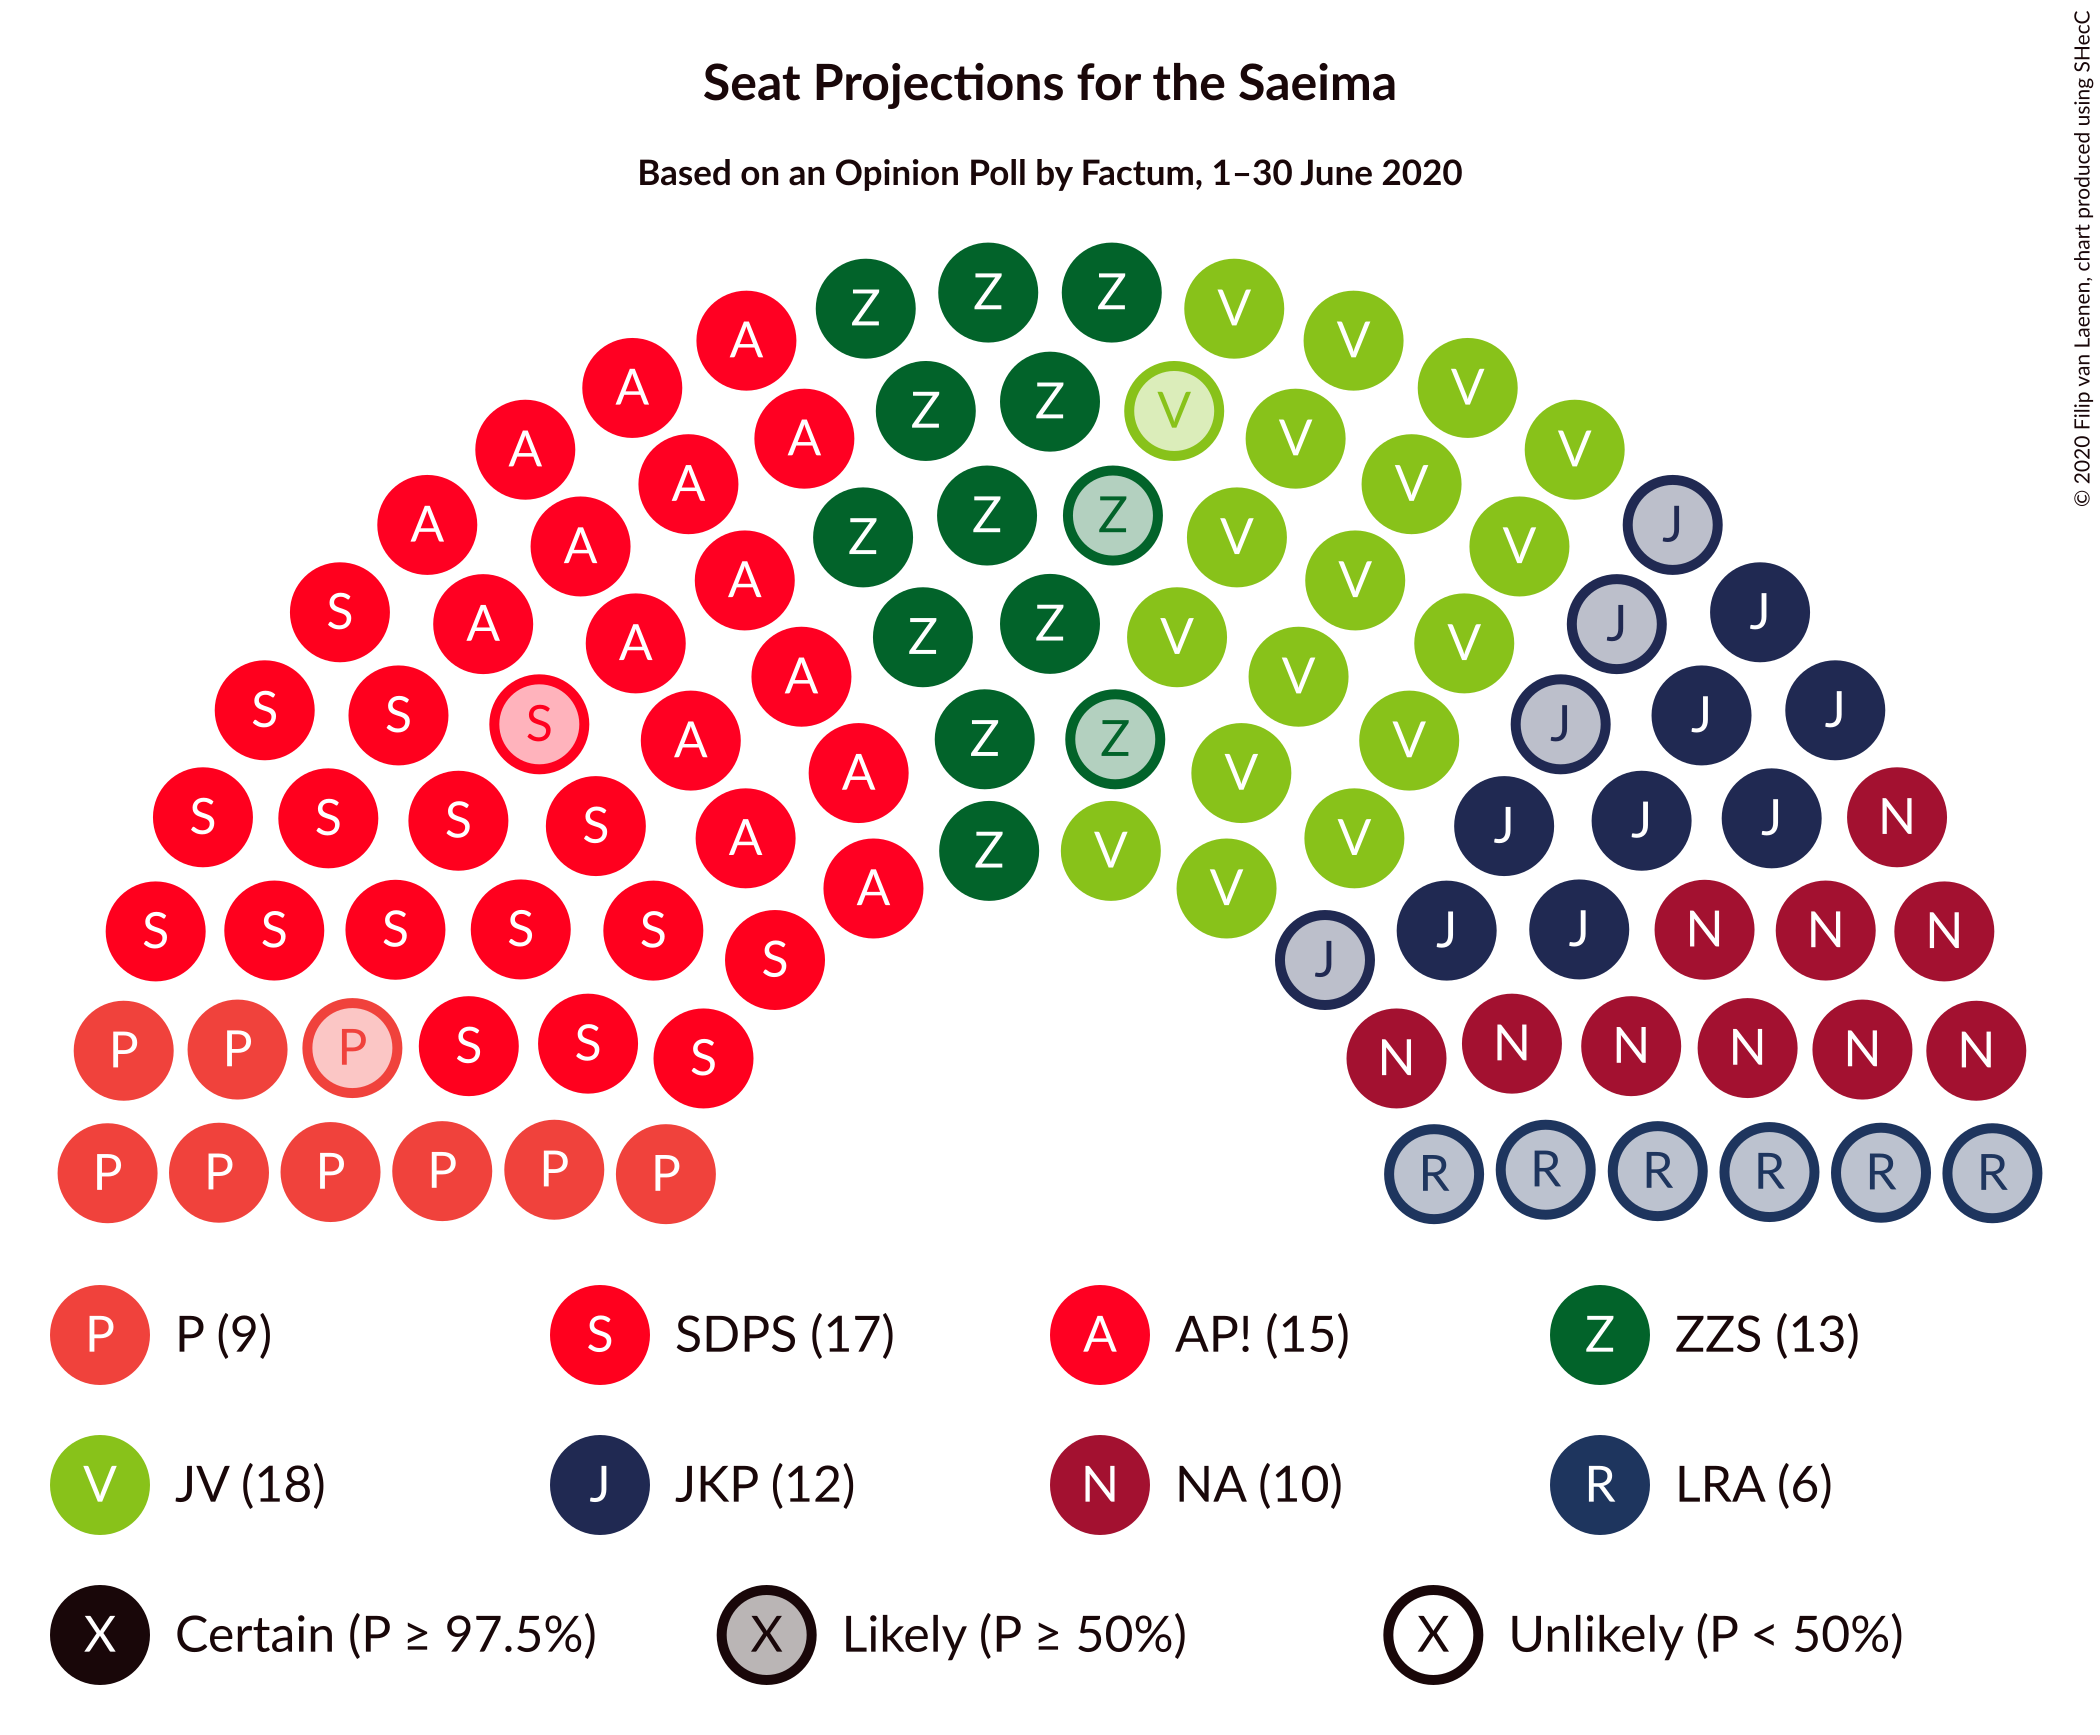 Seat Projections for the Saeima
Based on an Opinion Poll by Factum, 1–30 June 2020
© 2020 Filip van Laenen, chart produced using SHecC
Z Z Z V
A Z Z V V V
A A Z Z V V V
A A Z Z Z V V V
A A A Z Z V V V J
S A A A Z Z V V V J J
S S S A A Z Z V V J J J
S S S S A A Z V V V J J J N
S S S S S S A V J J J N N N
P P P S S S N N N N N N
P P P P P P R R R R R R
P P (9)
S SDPS (17)
A AP! (15)
Z ZZS (13)
V JV (18)
J JKP (12)
N NA (10)
R LRA (6)
X Certain (P ≥ 97.5%)
X Likely (P ≥ 50%)
X Unlikely (P < 50%)